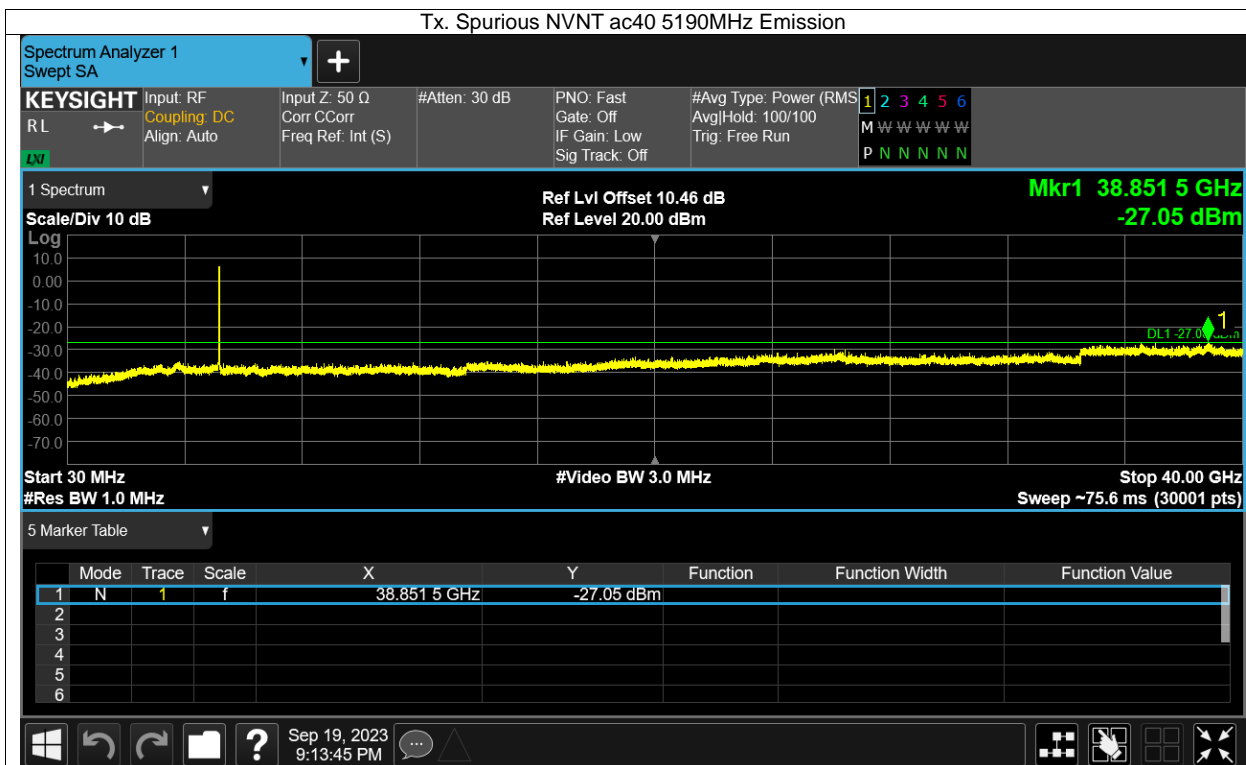 Tx. Spurious NVNT ac40 5190MHz Emission
Spectrum Analyzer 1
Swept SA
+
KEYSIGHT
RL
LXI
Input: RF
Coupling: DC
Align: Auto
Input Z: 50 Ω
Corr CCorr
Freq Ref: Int (S)
#Atten: 30 dB
PNO: Fast
Gate: Off
IF Gain: Low
Sig Track: Off
#Avg Type: Power (RMS
Avg|Hold: 100/100
Trig: Free Run
1 2 3 4 5 6
M W W W W W
P N N N N N
1 Spectrum
Scale/Div 10 dB
Ref Lvl Offset 10.46 dB
Ref Level 20.00 dBm
Mkr1 38.851 5 GHz
-27.05 dBm
Log
10.0
0.00
-10.0
-20.0
-30.0
-40.0
-50.0
-60.0
-70.0
1
DL1 -27.0
Start 30 MHz
#Res BW 1.0 MHz
#Video BW 3.0 MHz
Stop 40.00 GHz
Sweep ~75.6 ms (30001 pts)
5 Marker Table
Mode Trace Scale X Y Function Function Width Function Value
1 N 1 f 38.851 5 GHz -27.05 dBm
2
3
4
5
6
?
Sep 19, 2023
9:13:45 PM